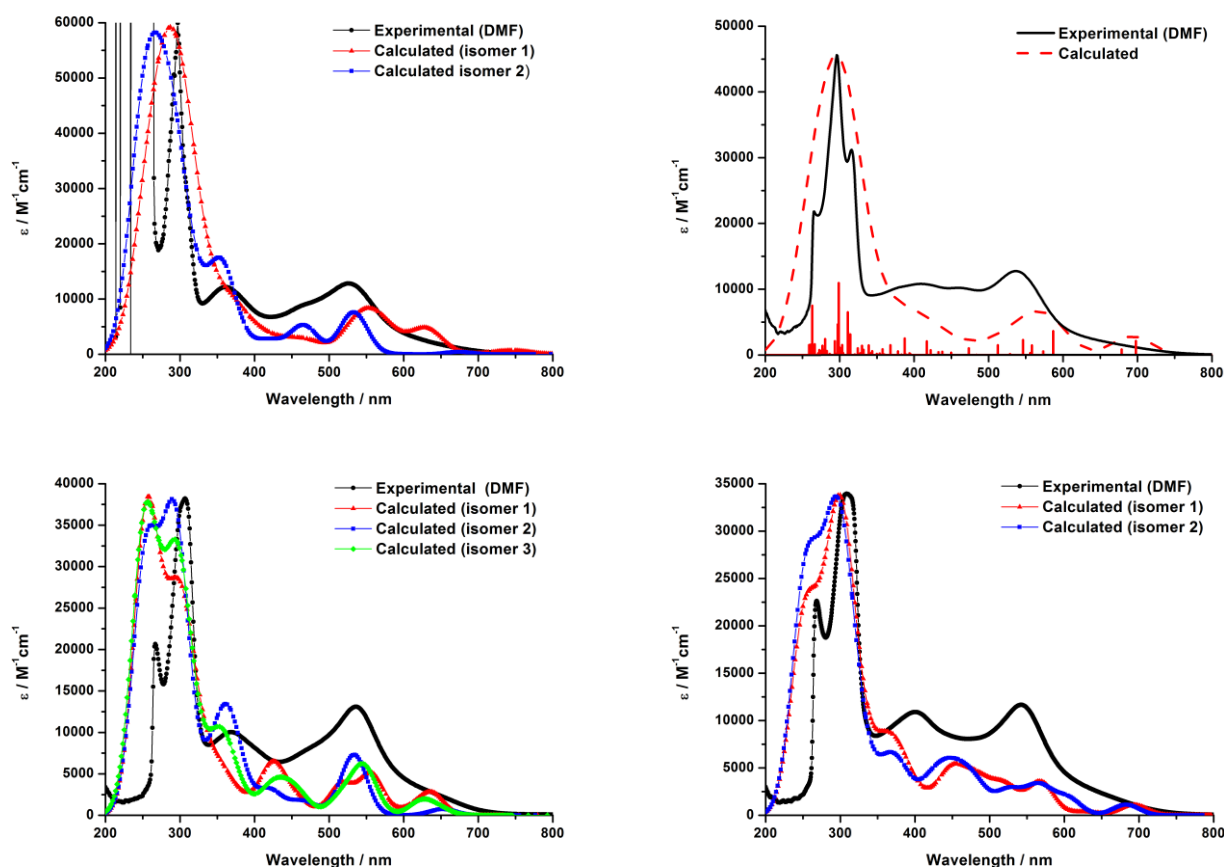 60000
50000
40000
30000
20000
10000
0
ε / M⁻¹cm⁻¹
Experimental (DMF)
Calculated (isomer 1)
Calculated isomer 2)
200 300 400 500 600 700 800
Wavelength / nm
50000
40000
30000
20000
10000
0
ε / M⁻¹cm⁻¹
Experimental (DMF)
Calculated
200 300 400 500 600 700 800
Wavelength / nm
40000
35000
30000
25000
20000
15000
10000
5000
0
ε / M⁻¹cm⁻¹
Experimental (DMF)
Calculated (isomer 1)
Calculated (isomer 2)
Calculated (isomer 3)
200 300 400 500 600 700 800
Wavelength / nm
35000
30000
25000
20000
15000
10000
5000
0
ε / M⁻¹cm⁻¹
Experimental (DMF)
Calculated (isomer 1)
Calculated (isomer 2)
200 300 400 500 600 700 800
Wavelength / nm